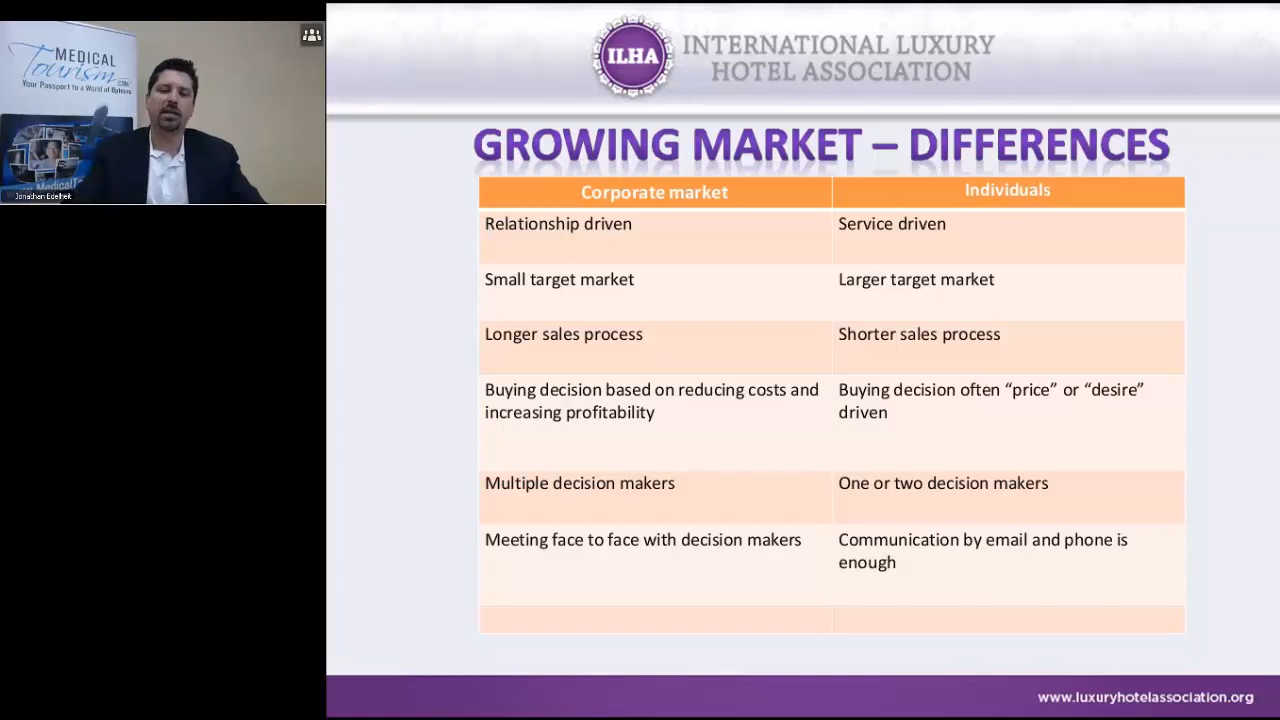 MEDICAL
Tourism.com
Your Passport to a World of Options
Jonathan Edelheit
ILHA
INTERNATIONAL LUXURY
HOTEL ASSOCIATION
GROWING MARKET – DIFFERENCES
Corporate market
Individuals
Relationship driven
Service driven
Small target market
Larger target market
Longer sales process
Shorter sales process
Buying decision based on reducing costs and
increasing profitability
Buying decision often “price” or “desire”
driven
Multiple decision makers
One or two decision makers
Meeting face to face with decision makers
Communication by email and phone is
enough
www.luxuryhotelassociation.org